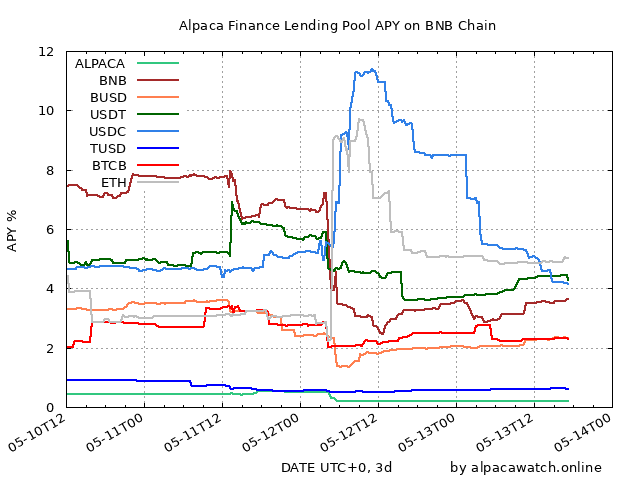 Alpaca Finance Lending Pool APY on BNB Chain
12
10
8
6
4
2
0
APY %
ALPACA
BNB
BUSD
USDT
USDC
TUSD
BTCB
ETH
05-10T12 05-11T00 05-11T12 05-12T00 05-12T12 05-13T00 05-13T12 05-14T00
DATE UTC+0, 3d by alpacawatch.online